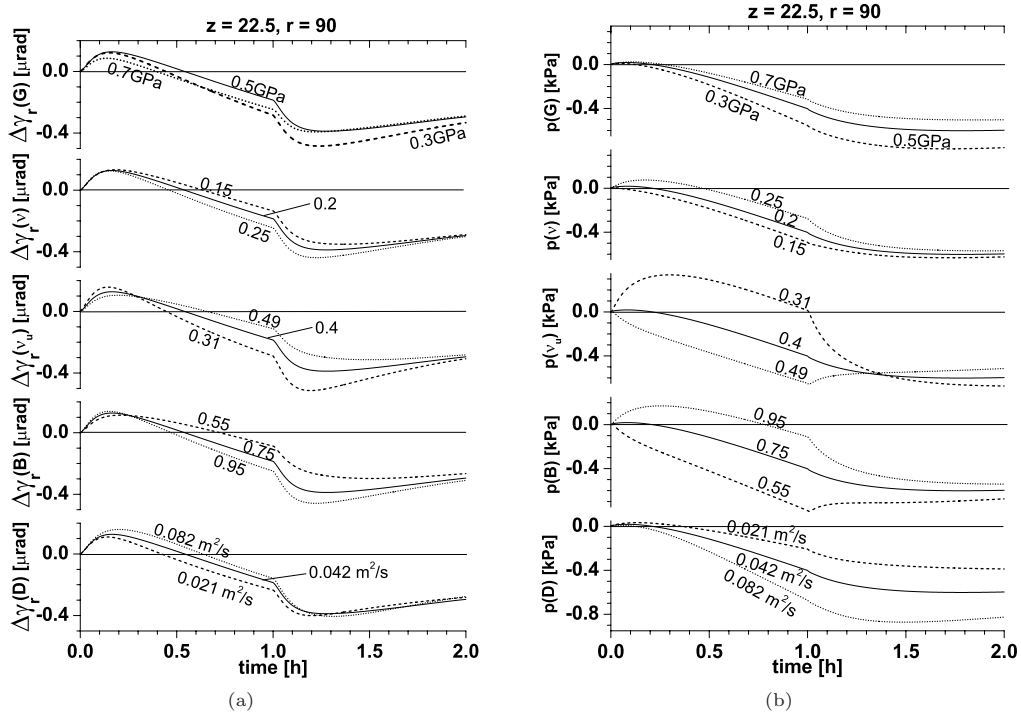 z = 22.5, r = 90
0.0
-0.4
Δγr(G) [μrad]
0.7GPa
0.5GPa
0.3GPa
0.0
-0.4
Δγr(ν) [μrad]
0.15
0.2
0.25
0.0
-0.4
Δγr(νu) [μrad]
0.49
0.4
0.31
0.0
-0.4
Δγr(B) [μrad]
0.55
0.75
0.95
0.0
-0.4
Δγr(D) [μrad]
0.082 m²/s
0.042 m²/s
0.021 m²/s
0.0 0.5 1.0 1.5 2.0
time [h]
(a)
z = 22.5, r = 90
0.0
-0.4
p(G) [kPa]
0.7GPa
0.3GPa
0.5GPa
0.0
-0.4
p(ν) [kPa]
0.25
0.2
0.15
0.0
-0.4
p(νu) [kPa]
0.31
0.4
0.49
0.0
-0.4
p(B) [kPa]
0.95
0.75
0.55
0.0
-0.4
-0.8
p(D) [kPa]
0.021 m²/s
0.042 m²/s
0.082 m²/s
0.0 0.5 1.0 1.5 2.0
time [h]
(b)